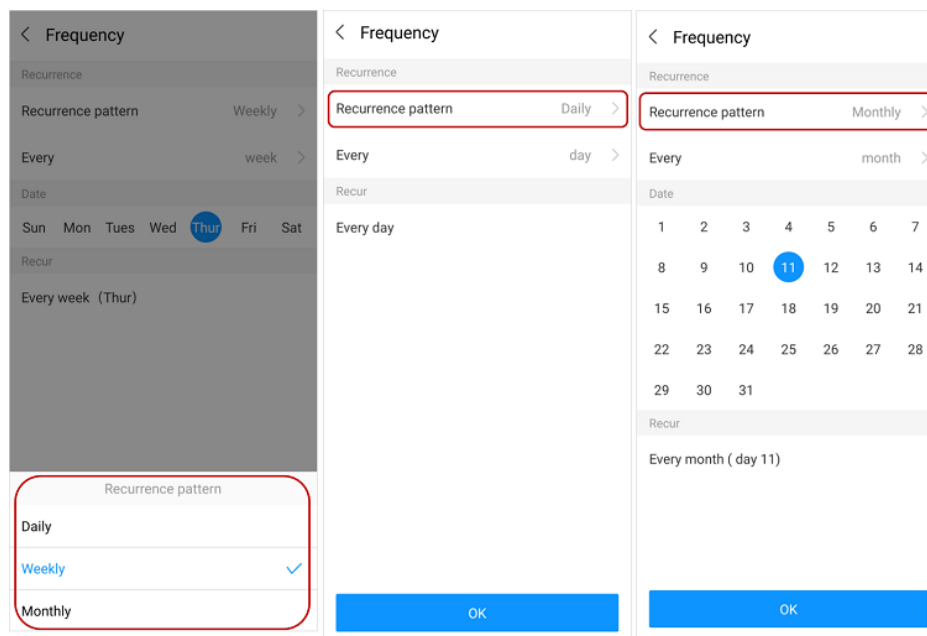 Frequency
Recurrence
Recurrence pattern Weekly
Every week
Date
Sun Mon Tues Wed Thur Fri Sat
Recur
Every week (Thur)
Recurrence pattern
Daily
Weekly
Monthly
Frequency
Recurrence
Recurrence pattern Daily
Every day
Recur
Every day
OK
Frequency
Recurrence
Recurrence pattern Monthly
Every month
Date
1 2 3 4 5 6 7
8 9 10 11 12 13 14
15 16 17 18 19 20 21
22 23 24 25 26 27 28
29 30 31
Recur
Every month ( day 11)
OK